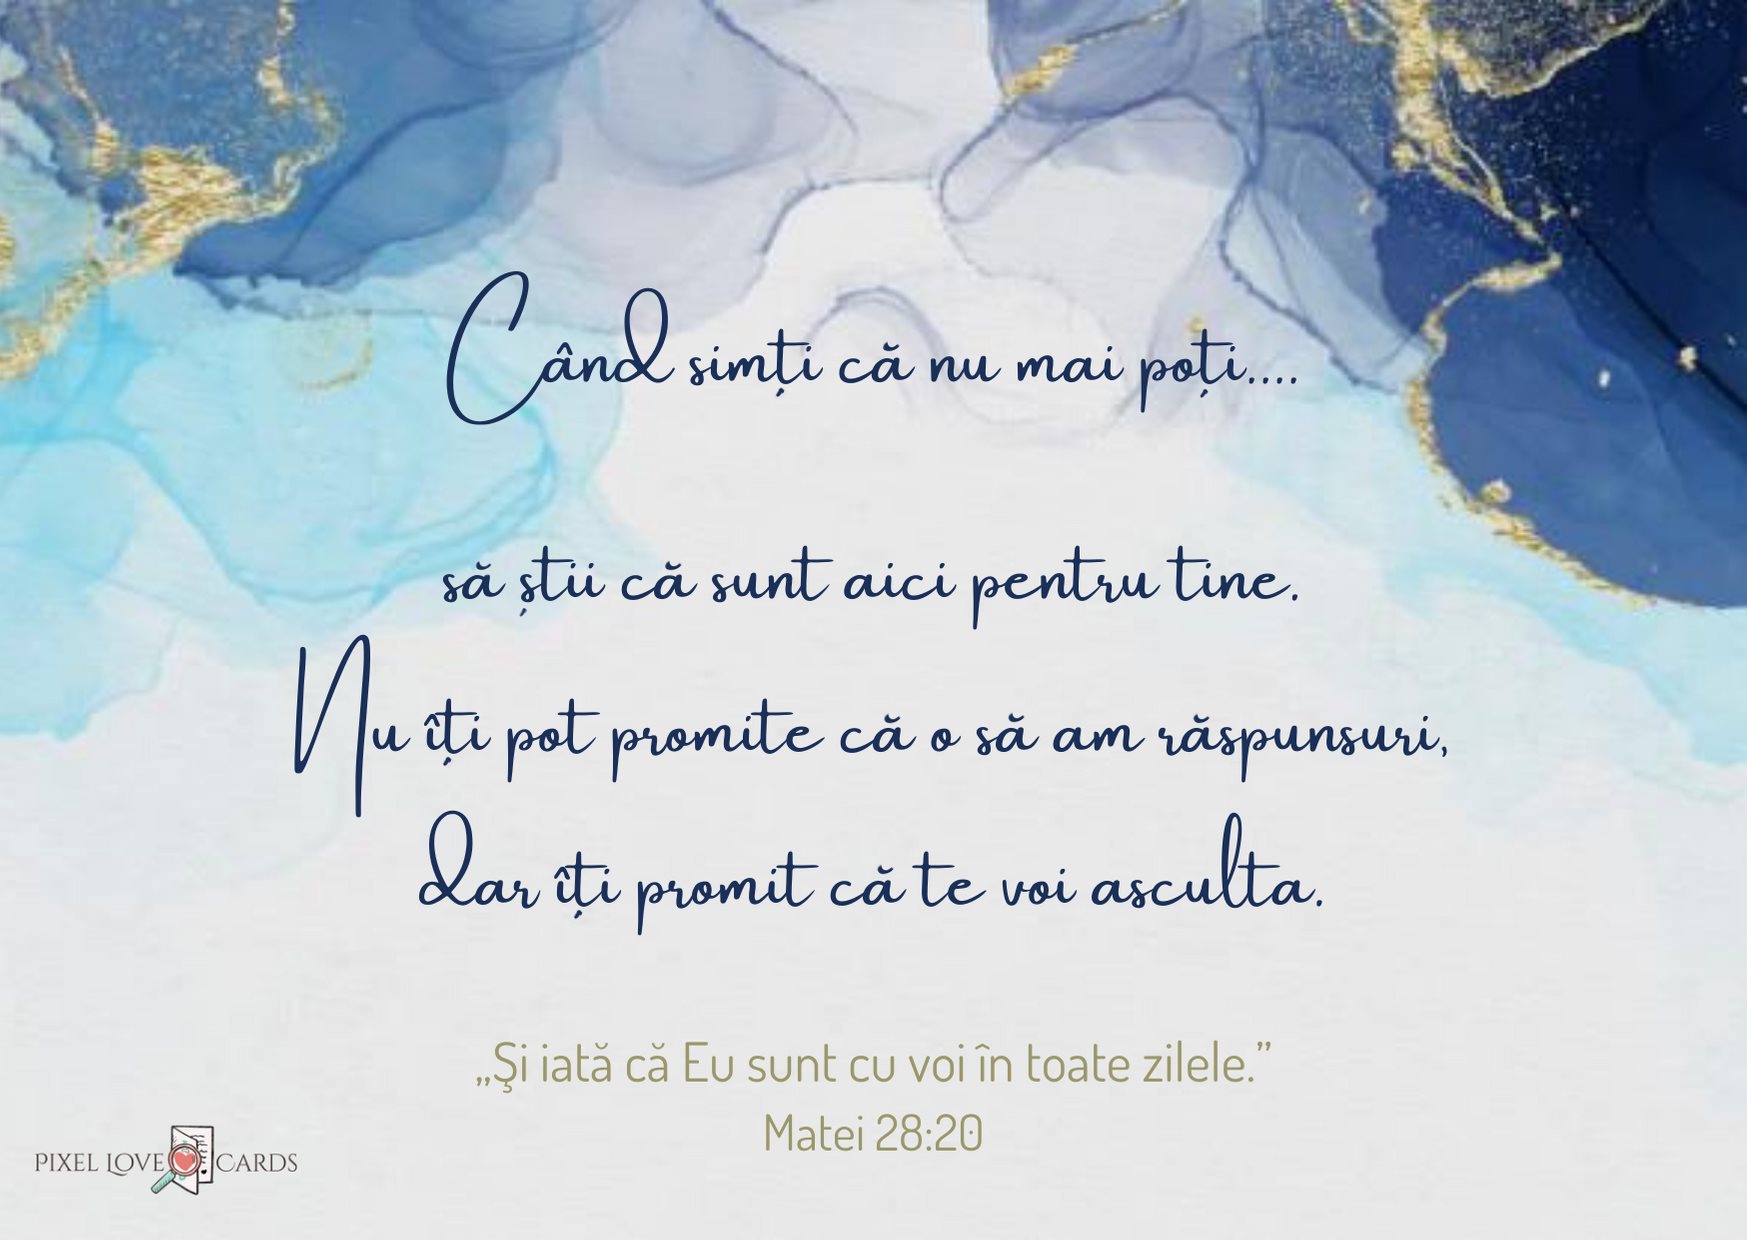 Când simți că nu mai poți....
să știi că sunt aici pentru tine.
Nu îți pot promite că o să am răspunsuri,
dar îți promit că te voi asculta.
„Şi iată că Eu sunt cu voi în toate zilele.”
Matei 28:20
PIXEL LOVE CARDS